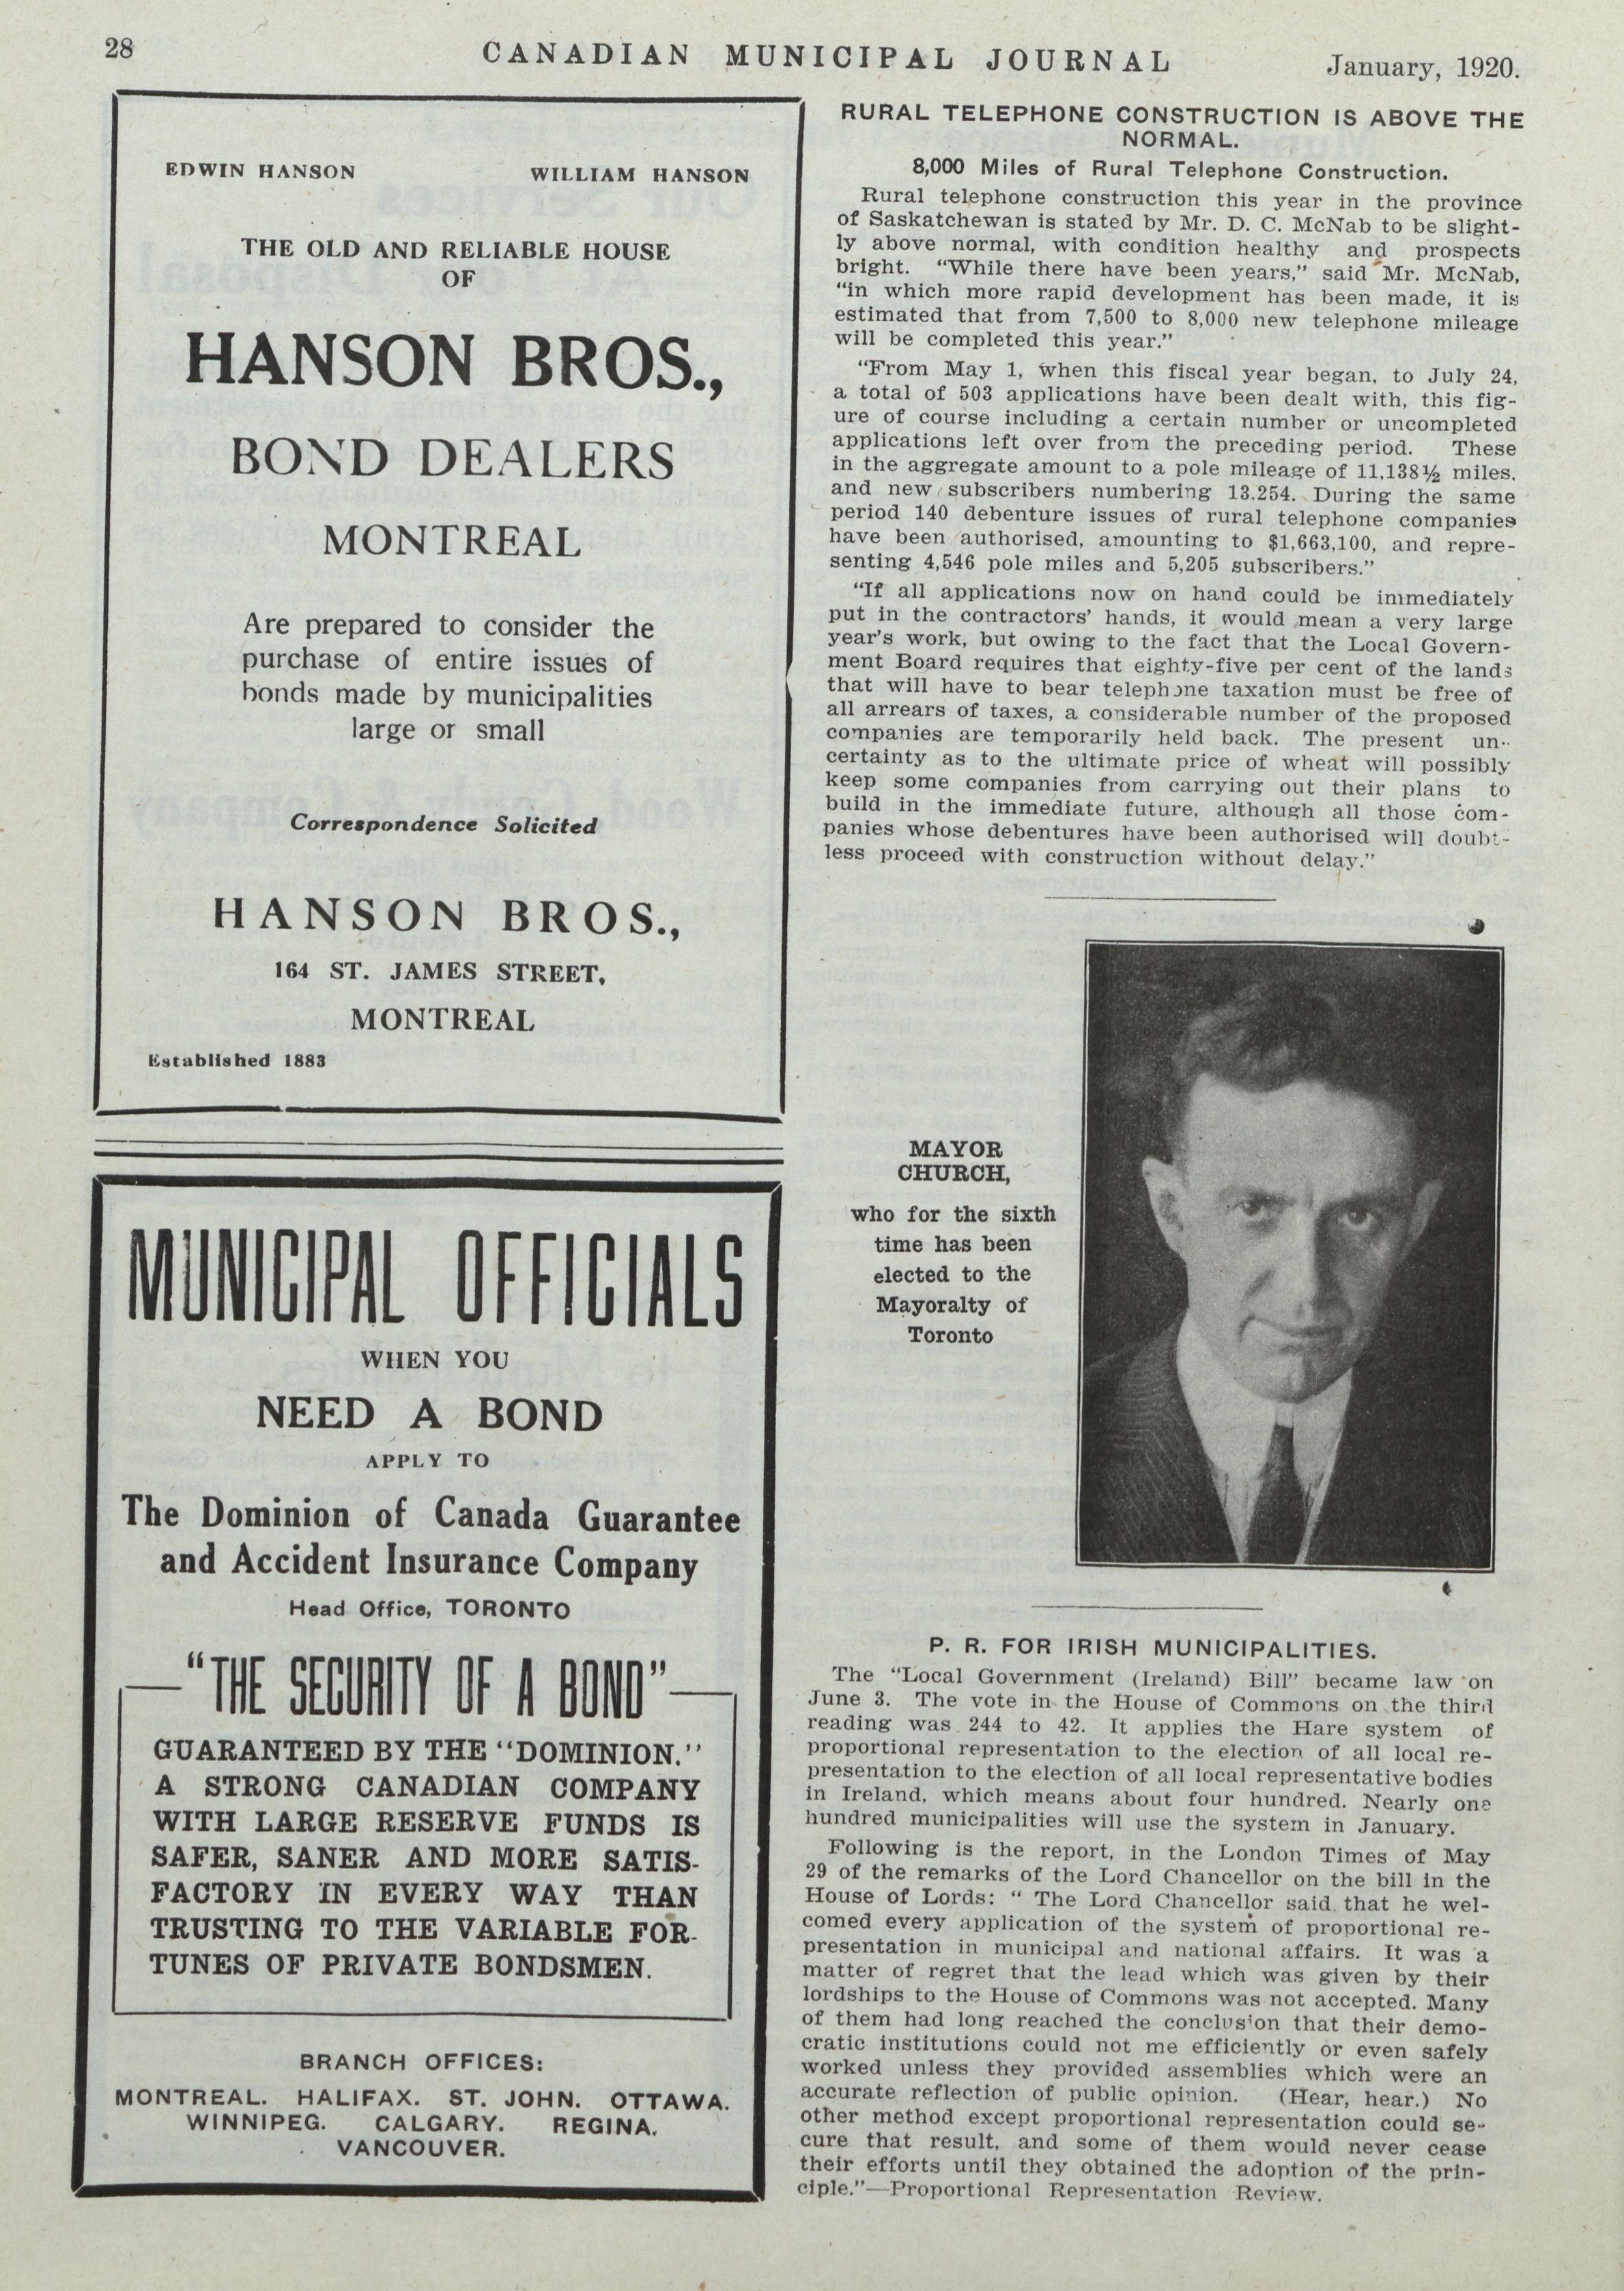 28
CANADIAN MUNICIPAL JOURNAL
January, 1920.
EDWIN HANSON WILLIAM HANSON
THE OLD AND RELIABLE HOUSE
OF
HANSON BROS.,
BOND DEALERS
MONTREAL
Are prepared to consider the
purchase of entire issues of
bonds made by municipalities
large or small
Correspondence Solicited
HANSON BROS.,
164 ST. JAMES STREET,
MONTREAL
Established 1883
MUNICIPAL OFFICIALS
WHEN YOU
NEED A BOND
APPLY TO
The Dominion of Canada Guarantee
and Accident Insurance Company
Head Office, TORONTO
"THE SECURITY OF A BOND"
GUARANTEED BY THE "DOMINION."
A STRONG CANADIAN COMPANY
WITH LARGE RESERVE FUNDS IS
SAFER, SANER AND MORE SATIS-
FACTORY IN EVERY WAY THAN
TRUSTING TO THE VARIABLE FOR-
TUNES OF PRIVATE BONDSMEN.
BRANCH OFFICES:
MONTREAL. HALIFAX. ST. JOHN. OTTAWA.
WINNIPEG. CALGARY. REGINA.
VANCOUVER.
RURAL TELEPHONE CONSTRUCTION IS ABOVE THE
NORMAL.
8,000 Miles of Rural Telephone Construction.
Rural telephone construction this year in the province
of Saskatchewan is stated by Mr. D. C. McNab to be slight-
ly above normal, with condition healthy and prospects
bright. "While there have been years," said Mr. McNab,
"in which more rapid development has been made, it is
estimated that from 7,500 to 8,000 new telephone mileage
will be completed this year."
"From May 1, when this fiscal year began, to July 24,
a total of 503 applications have been dealt with, this fig-
ure of course including a certain number or uncompleted
applications left over from the preceding period. These
in the aggregate amount to a pole mileage of 11,138½ miles,
and new subscribers numbering 13.254. During the same
period 140 debenture issues of rural telephone companies
have been authorised, amounting to $1,663,100, and repre-
senting 4,546 pole miles and 5,205 subscribers."
"If all applications now on hand could be immediately
put in the contractors' hands, it would mean a very large
year's work, but owing to the fact that the Local Govern-
ment Board requires that eighty-five per cent of the lands
that will have to bear telephone taxation must be free of
all arrears of taxes, a considerable number of the proposed
companies are temporarily held back. The present un-
certainty as to the ultimate price of wheat will possibly
keep some companies from carrying out their plans to
build in the immediate future, although all those com-
panies whose debentures have been authorised will doubt-
less proceed with construction without delay."
MAYOR
CHURCH,
who for the sixth
time has been
elected to the
Mayoralty of
Toronto
P. R. FOR IRISH MUNICIPALITIES.
The "Local Government (Ireland) Bill" became law on
June 3. The vote in the House of Commons on the third
reading was 244 to 42. It applies the Hare system of
proportional representation to the election of all local re-
presentation to the election of all local representative bodies
in Ireland, which means about four hundred. Nearly one
hundred municipalities will use the system in January.
Following is the report, in the London Times of May
29 of the remarks of the Lord Chancellor on the bill in the
House of Lords: " The Lord Chancellor said that he wel-
comed every application of the system of proportional re-
presentation in municipal and national affairs. It was a
matter of regret that the lead which was given by their
lordships to the House of Commons was not accepted. Many
of them had long reached the conclusion that their demo-
cratic institutions could not me efficiently or even safely
worked unless they provided assemblies which were an
accurate reflection of public opinion. (Hear, hear.) No
other method except proportional representation could se-
cure that result, and some of them would never cease
their efforts until they obtained the adoption of the prin-
ciple."—Proportional Representation Review.